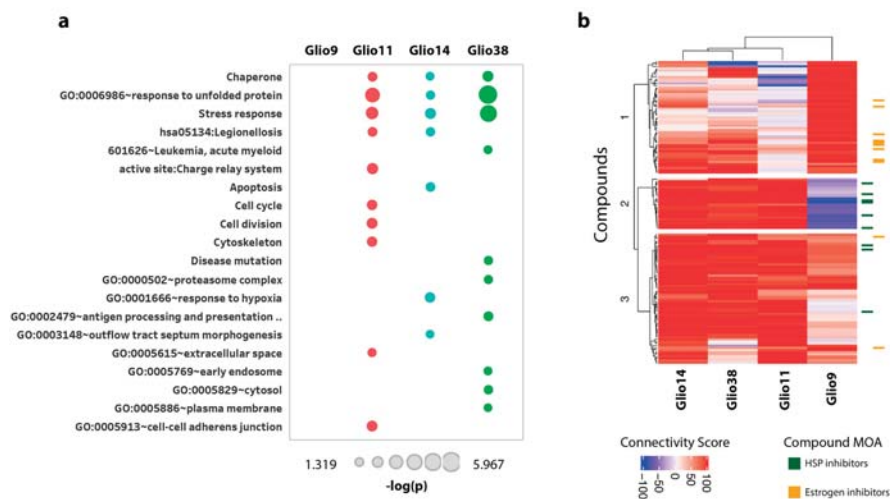 a
Glio9 Glio11 Glio14 Glio38
Chaperone
GO:0006986~response to unfolded protein
Stress response
hsa05134:Legionellosis
601626~Leukemia, acute myeloid
active site:Charge relay system
Apoptosis
Cell cycle
Cell division
Cytoskeleton
Disease mutation
GO:0000502~proteasome complex
GO:0001666~response to hypoxia
GO:0002479~antigen processing and presentation ..
GO:0003148~outflow tract septum morphogenesis
GO:0005615~extracellular space
GO:0005769~early endosome
GO:0005829~cytosol
GO:0005886~plasma membrane
GO:0005913~cell-cell adherens junction
1.319 5.967
-log(p)
b
Compounds
1
2
3
Glio14 Glio38 Glio11 Glio9
Connectivity Score
-100 -50 0 50 100
Compound MOA
HSP inhibitors
Estrogen inhibitors